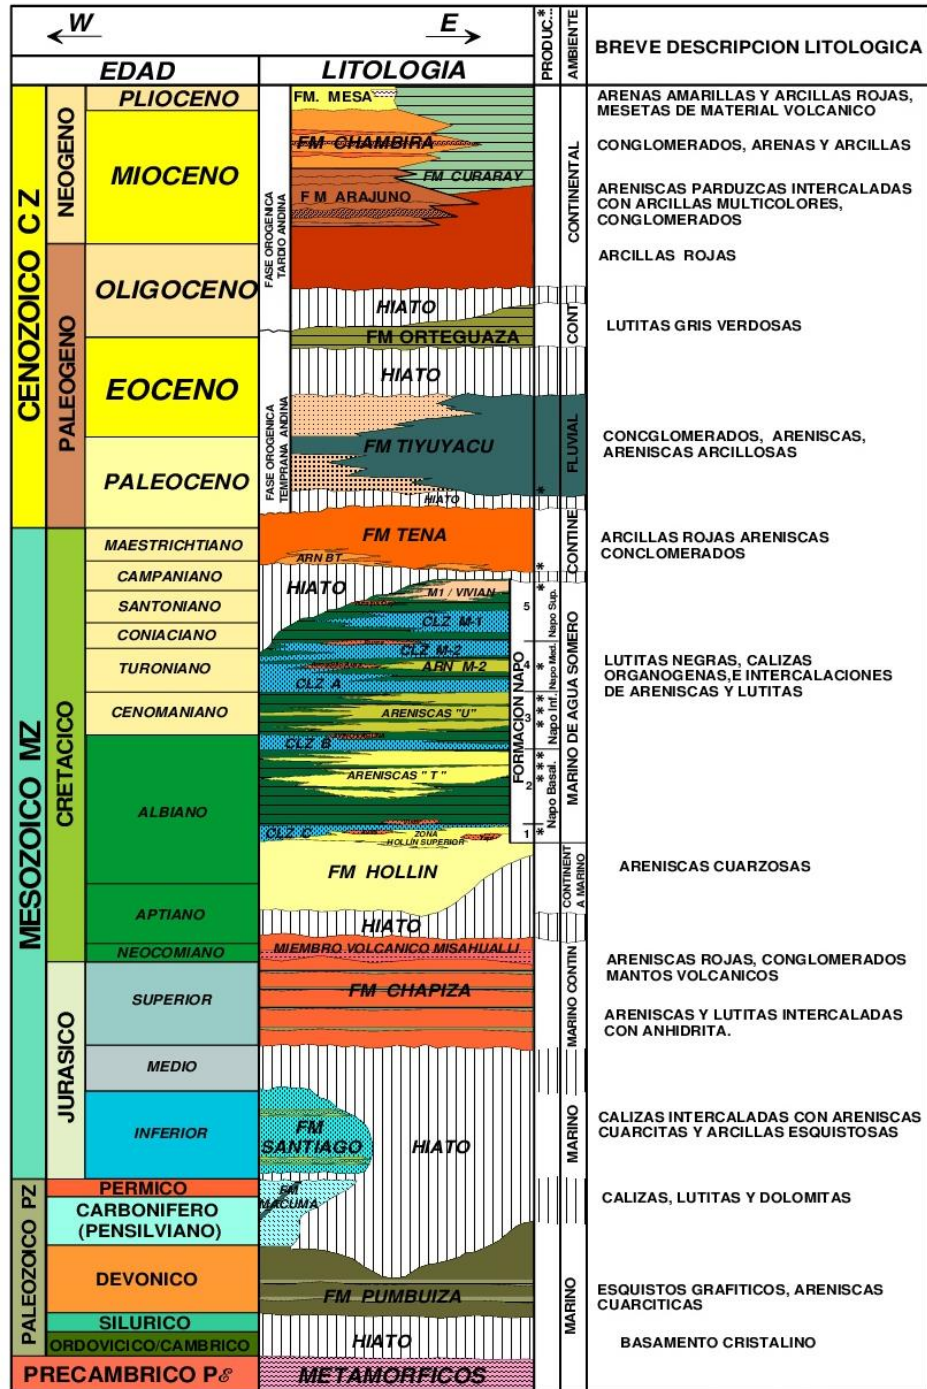 W
E
PRODUC...*
AMBIENTE
BREVE DESCRIPCION LITOLOGICA
EDAD
LITOLOGIA
CENOZOICO CZ
NEOGENO
PLIOCENO
MIOCENO
PALEOGENO
OLIGOCENO
EOCENO
PALEOCENO
MESOZOICO MZ
CRETACICO
MAESTRICHTIANO
CAMPANIANO
SANTONIANO
CONIACIANO
TURONIANO
CENOMANIANO
ALBIANO
APTIANO
NEOCOMIANO
JURASICO
SUPERIOR
MEDIO
INFERIOR
PALEOZOICO PZ
PERMICO
CARBONIFERO
(PENSILVIANO)
DEVONICO
SILURICO
ORDOVICICO/CAMBRICO
PRECAMBRICO PƐ
FASE OROGENICA
TARDIO ANDINA
FASE OROGENICA
TEMPRANA ANDINA
FM. MESA
FM CHAMBIRA
FM CURARAY
FM ARAJUNO
HIATO
FM ORTEGUAZA
HIATO
FM TIYUYACU
HIATO
FM TENA
ARN BT
HIATO
M1 / VIVIAN
CLZ M-1
CLZ M-2
ARN M-2
CLZ A
ARENISCAS "U"
CLZ B
ARENISCAS " T "
CLZ C
ZONA
HOLLIN SUPERIOR
FM HOLLIN
HIATO
MIEMBRO VOLCANICO MISAHUALLI
FM CHAPIZA
FM
SANTIAGO
HIATO
FM
MACUMA
FM PUMBUIZA
HIATO
METAMORFICOS
FORMACION NAPO
5
4
3
2
1
Napo Sup.
Napo Med.
Napo Inf.
Napo Basal.
*
*
*
*
* * *
* * *
*
CONTINENTAL
CONT
FLUVIAL
CONTINE
MARINO DE AGUA SOMERO
CONTINENT
A MARINO
MARINO CONTIN
MARINO
MARINO
ARENAS AMARILLAS Y ARCILLAS ROJAS,
MESETAS DE MATERIAL VOLCANICO
CONGLOMERADOS, ARENAS Y ARCILLAS
ARENISCAS PARDUZCAS INTERCALADAS
CON ARCILLAS MULTICOLORES,
CONGLOMERADOS
ARCILLAS ROJAS
LUTITAS GRIS VERDOSAS
CONCGLOMERADOS, ARENISCAS,
ARENISCAS ARCILLOSAS
ARCILLAS ROJAS ARENISCAS
CONCLOMERADOS
LUTITAS NEGRAS, CALIZAS
ORGANOGENAS,E INTERCALACIONES
DE ARENISCAS Y LUTITAS
ARENISCAS CUARZOSAS
ARENISCAS ROJAS, CONGLOMERADOS
MANTOS VOLCANICOS
ARENISCAS Y LUTITAS INTERCALADAS
CON ANHIDRITA.
CALIZAS INTERCALADAS CON ARENISCAS
CUARCITAS Y ARCILLAS ESQUISTOSAS
CALIZAS, LUTITAS Y DOLOMITAS
ESQUISTOS GRAFITICOS, ARENISCAS
CUARCITICAS
BASAMENTO CRISTALINO